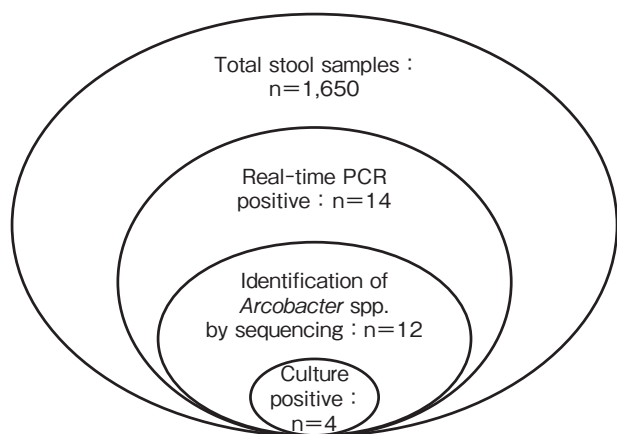 Total stool samples：
n＝1,650
Real-time PCR
positive：n＝14
Identification of
Arcobacter spp.
by sequencing：n＝12
Culture
positive：
n＝4